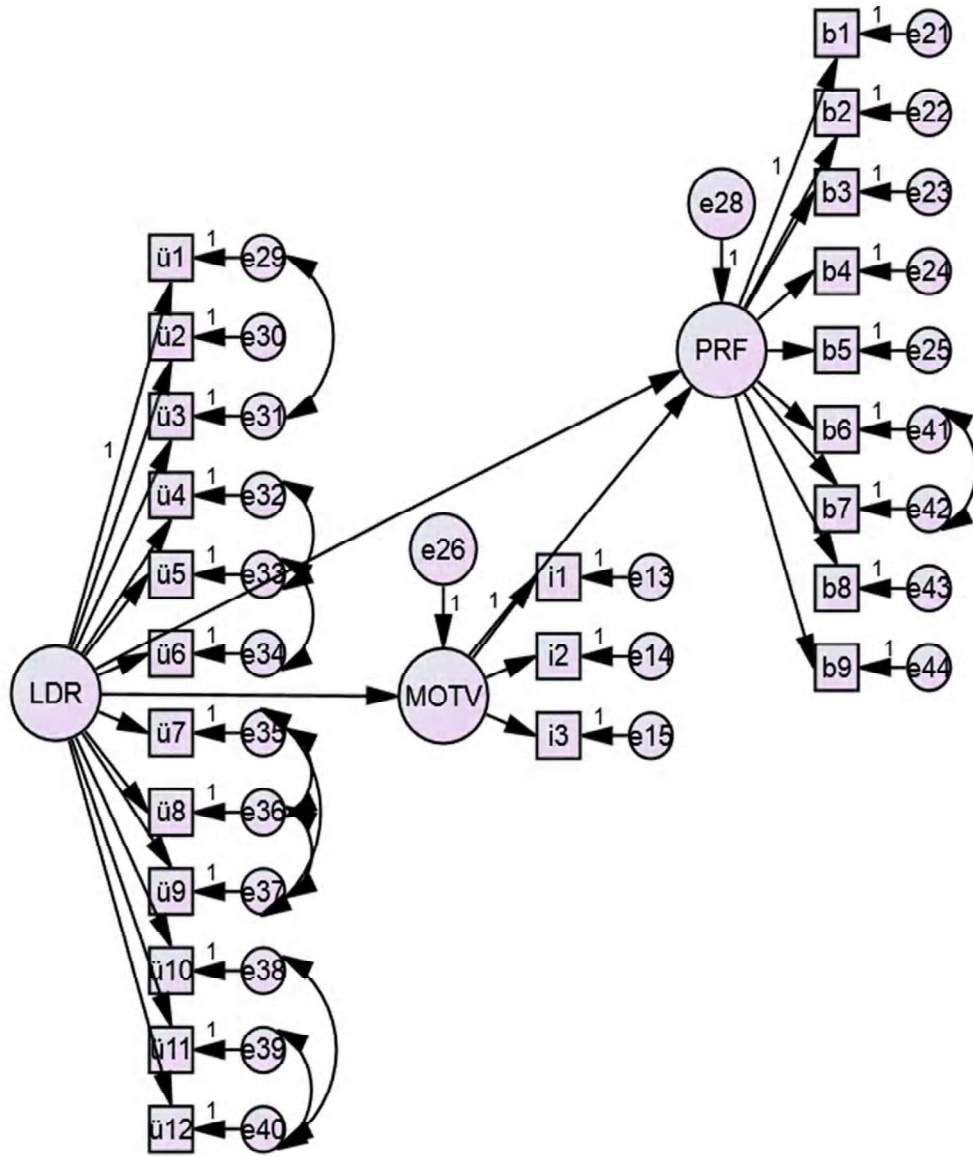 b1 1 e21
b2 1 e22
b3 1 e23
b4 1 e24
b5 1 e25
b6 1 e41
b7 1 e42
b8 1 e43
b9 1 e44
1
e28
1
PRF
ü1 1 e29
ü2 1 e30
ü3 1 e31
ü4 1 e32
ü5 1 e33
ü6 1 e34
ü7 1 e35
ü8 1 e36
ü9 1 e37
ü10 1 e38
ü11 1 e39
ü12 1 e40
1
LDR
e26
1
MOTV
1
i1 1 e13
i2 1 e14
i3 1 e15